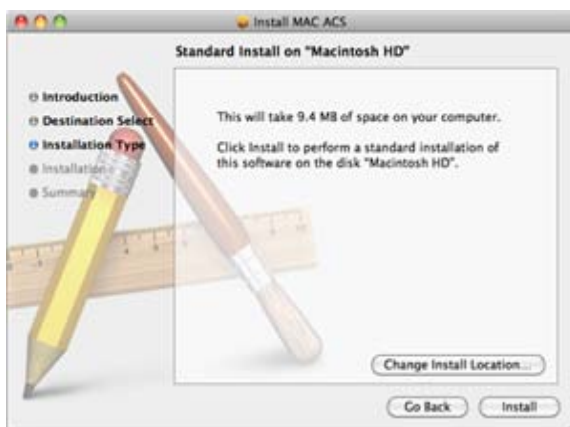 Install MAC ACS
Standard Install on "Macintosh HD"
Introduction
Destination Select
Installation Type
Installation
Summary
This will take 9.4 MB of space on your computer.
Click Install to perform a standard installation of
this software on the disk "Macintosh HD".
Change Install Location...
Go Back
Install